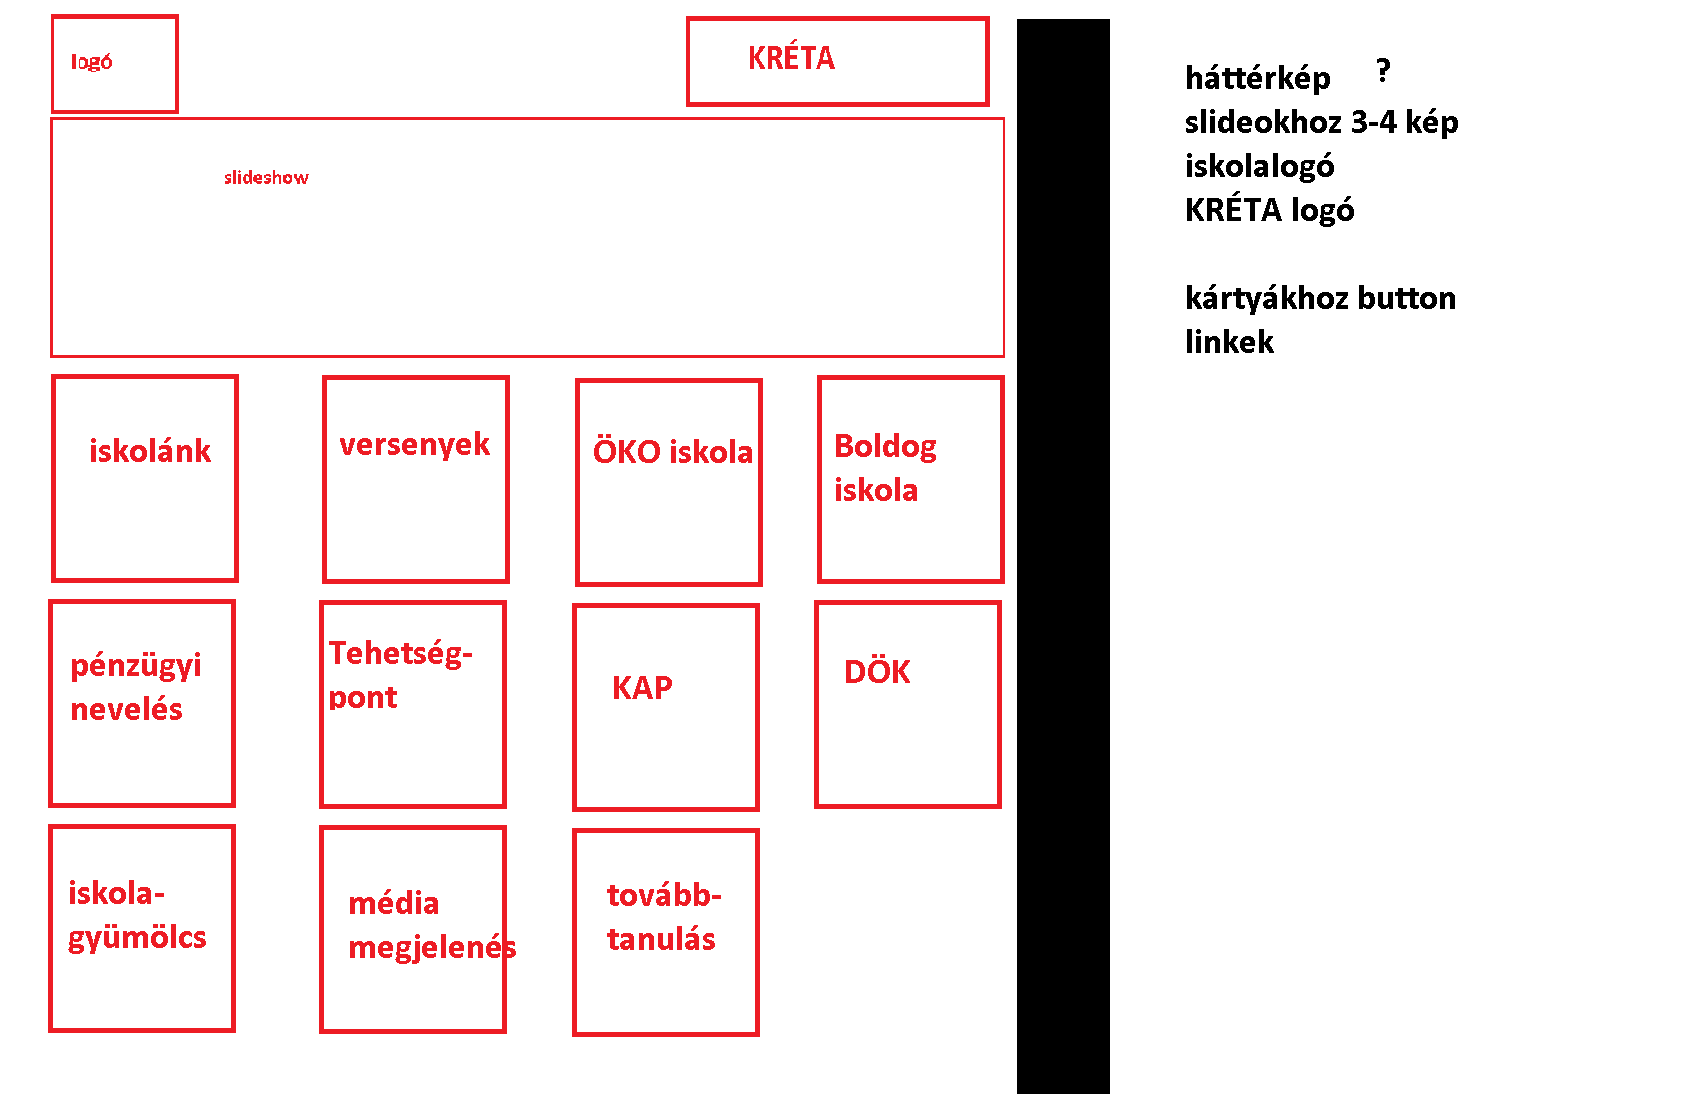 logó
KRÉTA
slideshow
iskolánk
versenyek
ÖKO iskola
Boldog
iskola
pénzügyi
nevelés
Tehetség-
pont
KAP
DÖK
iskola-
gyümölcs
média
megjelenés
tovább-
tanulás
háttérkép ?
slideokhoz 3-4 kép
iskolalogó
KRÉTA logó
kártyákhoz button
linkek